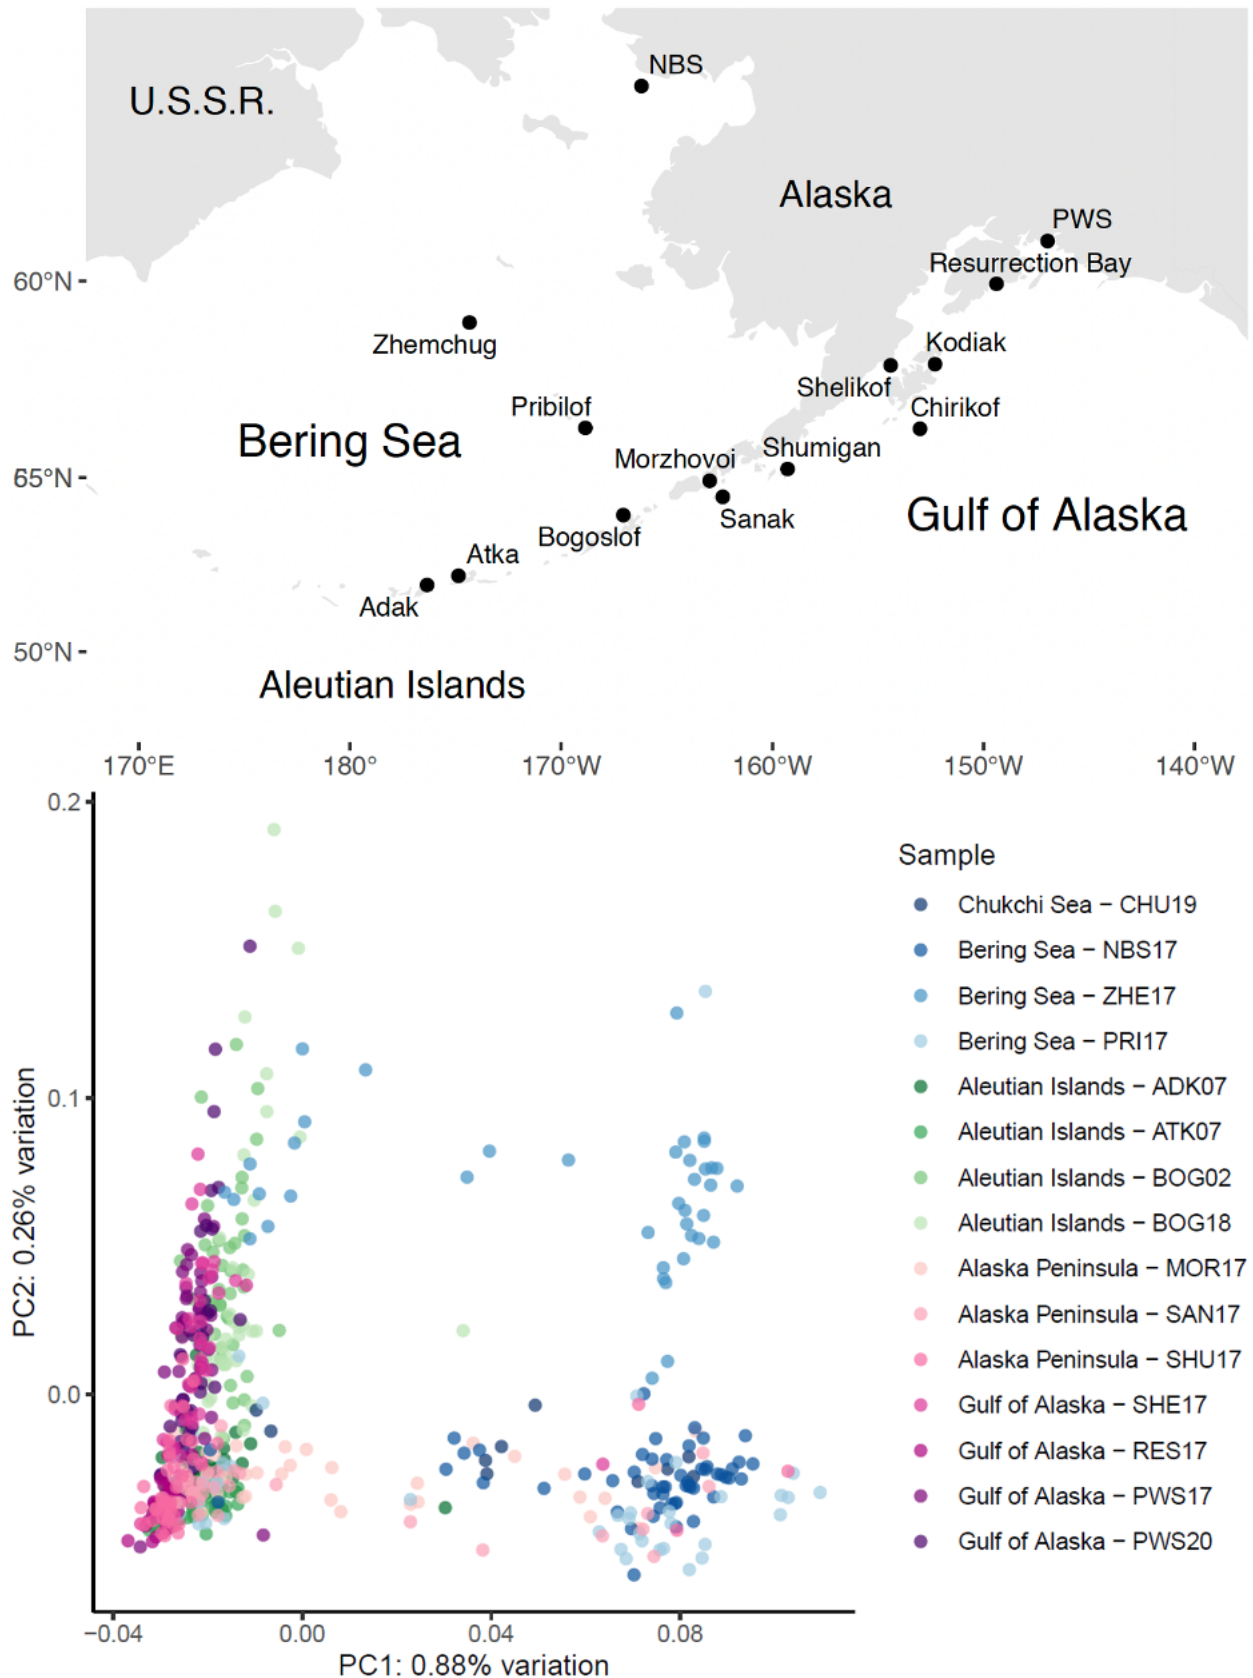 NBS
U.S.S.R.
Alaska
PWS
Resurrection Bay
60°N
Zhemchug
Kodiak
Shelikof
Pribilof
Chirikof
Bering Sea
Morzhovoi
Shumigan
65°N
Sanak
Gulf of Alaska
Bogoslof
Atka
Adak
50°N
Aleutian Islands
170°E
180°
170°W
160°W
150°W
140°W
0.2
0.1
0.0
PC2: 0.26% variation
−0.04
0.00
0.04
0.08
PC1: 0.88% variation
Sample
Chukchi Sea − CHU19
Bering Sea − NBS17
Bering Sea − ZHE17
Bering Sea − PRI17
Aleutian Islands − ADK07
Aleutian Islands − ATK07
Aleutian Islands − BOG02
Aleutian Islands − BOG18
Alaska Peninsula − MOR17
Alaska Peninsula − SAN17
Alaska Peninsula − SHU17
Gulf of Alaska − SHE17
Gulf of Alaska − RES17
Gulf of Alaska − PWS17
Gulf of Alaska − PWS20